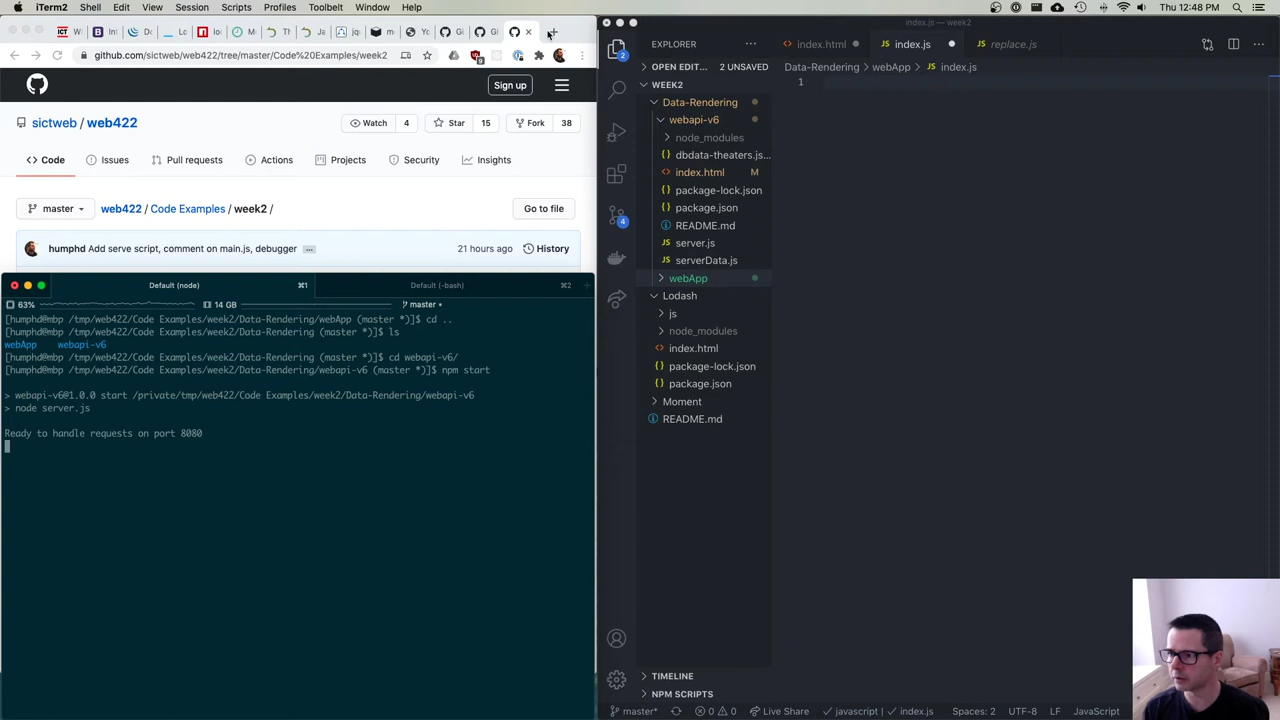 iTerm2 Shell Edit View Session Scripts Profiles Toolbelt Window Help
Thu 12:48 PM
github.com/sictweb/web422/tree/master/Code%20Examples/week2
9
Sign up
sictweb / web422
Watch 4 Star 15 Fork 38
Code Issues Pull requests Actions Projects Security Insights
master web422 / Code Examples / week2 / Go to file
humphd Add serve script, comment on main.js, debugger ... 21 hours ago History
Default (node) ⌘1 Default (-bash) ⌘2
63% 14 GB master *
[humphd@mbp /tmp/web422/Code Examples/week2/Data-Rendering/webApp (master *)]$ cd ..
[humphd@mbp /tmp/web422/Code Examples/week2/Data-Rendering (master *)]$ ls
webApp webapi-v6
[humphd@mbp /tmp/web422/Code Examples/week2/Data-Rendering (master *)]$ cd webapi-v6/
[humphd@mbp /tmp/web422/Code Examples/week2/Data-Rendering/webapi-v6 (master *)]$ npm start
> webapi-v6@1.0.0 start /private/tmp/web422/Code Examples/week2/Data-Rendering/webapi-v6
> node server.js
Ready to handle requests on port 8080
index.js — week2
EXPLORER ...
index.html index.js replace.js
OPEN EDIT... 2 UNSAVED
Data-Rendering > webApp > index.js
1
WEEK2
Data-Rendering
webapi-v6
node_modules
dbdata-theaters.js...
index.html M
package-lock.json
package.json
README.md
server.js
serverData.js
webApp
Lodash
js
node_modules
index.html
package-lock.json
package.json
Moment
README.md
2
4
TIMELINE
NPM SCRIPTS
master* 0 0 Live Share javascript index.js Spaces: 2 UTF-8 LF JavaScript